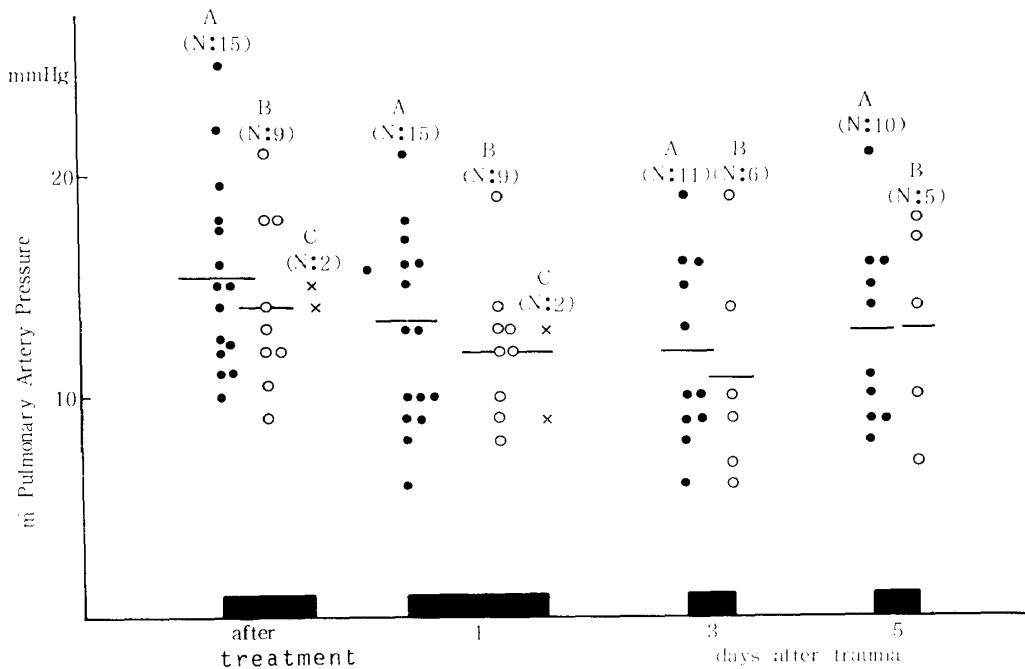 A
(N:15)
mmHg
B
(N:9)
A
(N:15)
B
(N:9)
A
(N:11)
B
(N:6)
A
(N:10)
B
(N:5)
C
(N:2)
C
(N:2)
20
10
m̄ Pulmonary Artery Pressure
after
treatment
1
3
5
days after trauma